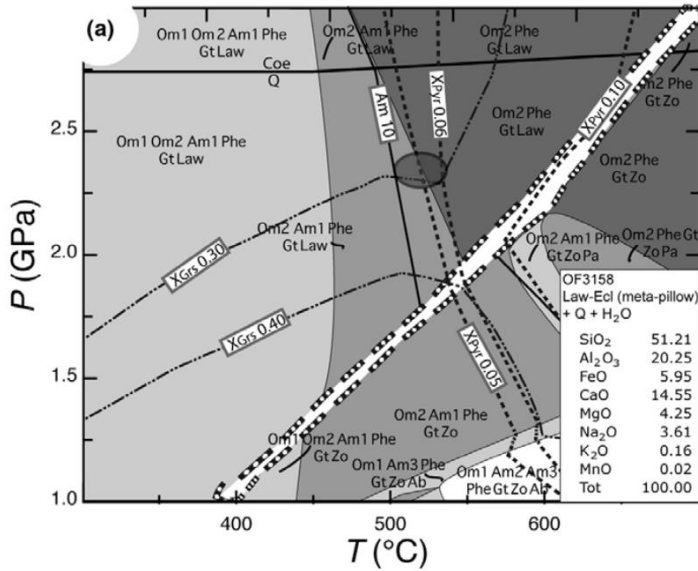 (a)
Om1 Om2 Am1 Phe
Gt Law
Om2 Am1 Phe
Gt Law
Om2 Phe
Gt Law
Coe
Q
Om2 Phe
Gt Zo
Am 10
XPyr 0.06
XPyr 0.10
2.5
Om1 Om2 Am1 Phe
Gt Law
Om2 Phe
Gt Law
Om2 Phe
Gt Zo
Om2 Am1 Phe
Gt Law
Om2 Am1 Phe
Gt Zo Pa
Om2 Phe Gt
Zo Pa
XGrs 0.30
2.0
P (GPa)
XGrs 0.40
XPyr 0.05
OF3158
Law-Ecl (meta-pillow)
+ Q + H2O
SiO2 51.21
Al2O3 20.25
FeO 5.95
CaO 14.55
MgO 4.25
Na2O 3.61
K2O 0.16
MnO 0.02
Tot 100.00
1.5
Om2 Am1 Phe
Gt Zo
Om1 Om2 Am1 Phe
Gt Zo
Om1 Am3 Phe
Gt Zo Ab
Om1 Am2 Am3
Phe Gt Zo Ab
1.0
400 500 600
T (°C)